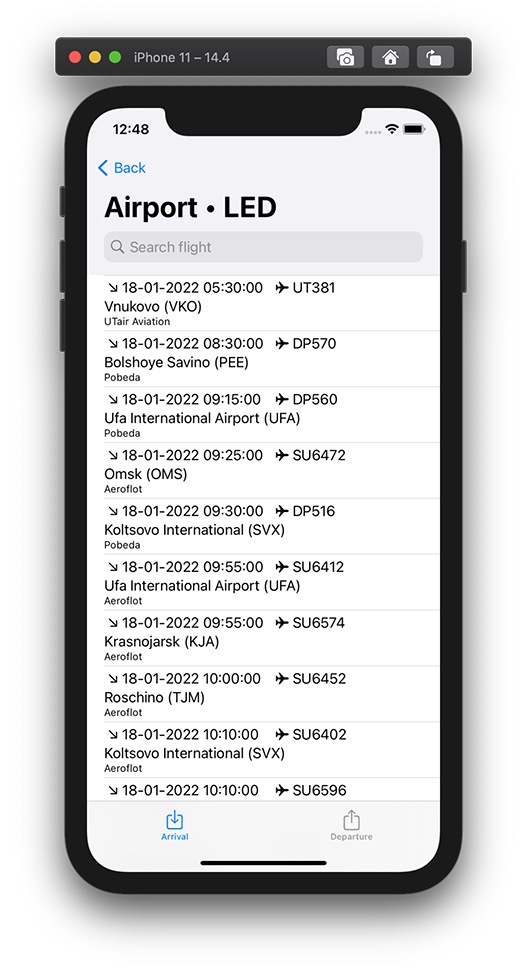 iPhone 11 – 14.4
12:48
Back
Airport • LED
Search flight
18-01-2022 05:30:00 UT381
Vnukovo (VKO)
UTair Aviation
18-01-2022 08:30:00 DP570
Bolshoye Savino (PEE)
Pobeda
18-01-2022 09:15:00 DP560
Ufa International Airport (UFA)
Pobeda
18-01-2022 09:25:00 SU6472
Omsk (OMS)
Aeroflot
18-01-2022 09:30:00 DP516
Koltsovo International (SVX)
Pobeda
18-01-2022 09:55:00 SU6412
Ufa International Airport (UFA)
Aeroflot
18-01-2022 09:55:00 SU6574
Krasnojarsk (KJA)
Aeroflot
18-01-2022 10:00:00 SU6452
Roschino (TJM)
Aeroflot
18-01-2022 10:10:00 SU6402
Koltsovo International (SVX)
Aeroflot
18-01-2022 10:10:00 SU6596
Arrival
Departure